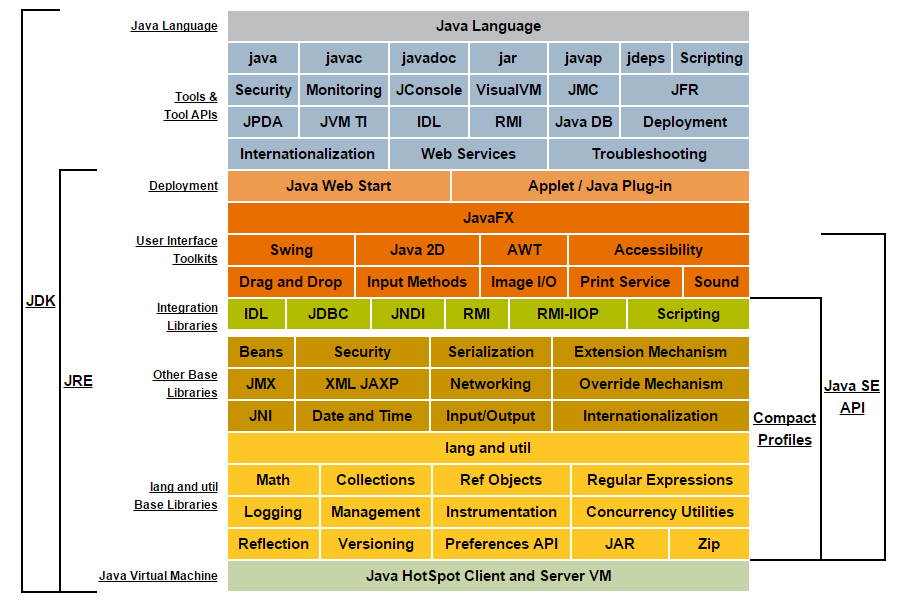 Java Language
Java Language
java javac javadoc jar javap jdeps Scripting
Security Monitoring JConsole VisualVM JMC JFR
Tools &
Tool APIs
JPDA JVM TI IDL RMI Java DB Deployment
Internationalization Web Services Troubleshooting
Deployment
Java Web Start Applet / Java Plug-in
JavaFX
User Interface
Toolkits
Swing Java 2D AWT Accessibility
Drag and Drop Input Methods Image I/O Print Service Sound
Integration
Libraries
IDL JDBC JNDI RMI RMI-IIOP Scripting
JDK
JRE
Other Base
Libraries
Beans Security Serialization Extension Mechanism
JMX XML JAXP Networking Override Mechanism
JNI Date and Time Input/Output Internationalization
Java SE
API
Compact
Profiles
lang and util
lang and util
Base Libraries
Math Collections Ref Objects Regular Expressions
Logging Management Instrumentation Concurrency Utilities
Reflection Versioning Preferences API JAR Zip
Java Virtual Machine
Java HotSpot Client and Server VM